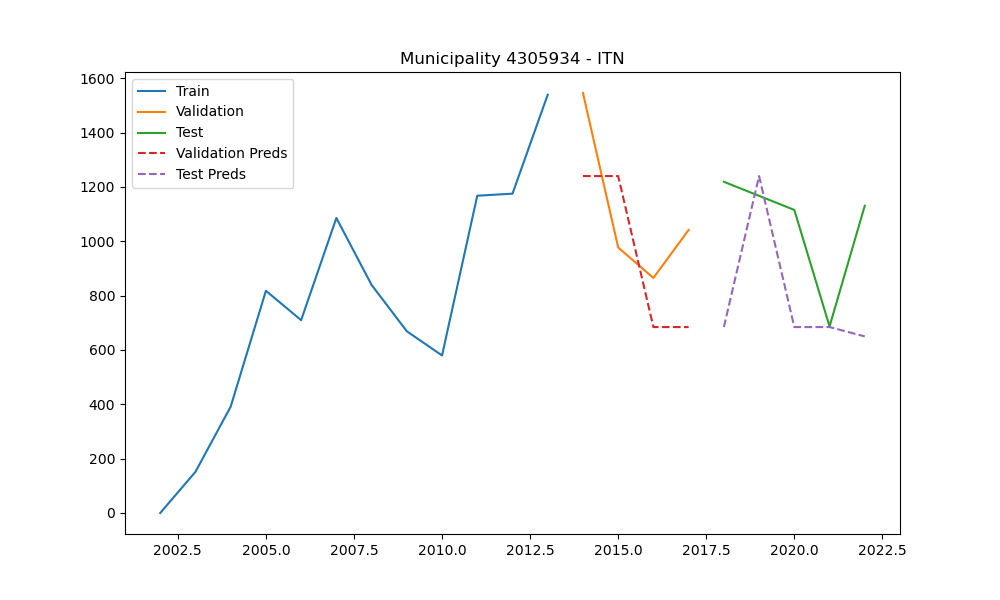 Municipality 4305934 - ITN
1600
1400
1200
1000
800
600
400
200
0
Train
Validation
Test
Validation Preds
Test Preds
2002.5 2005.0 2007.5 2010.0 2012.5 2015.0 2017.5 2020.0 2022.5